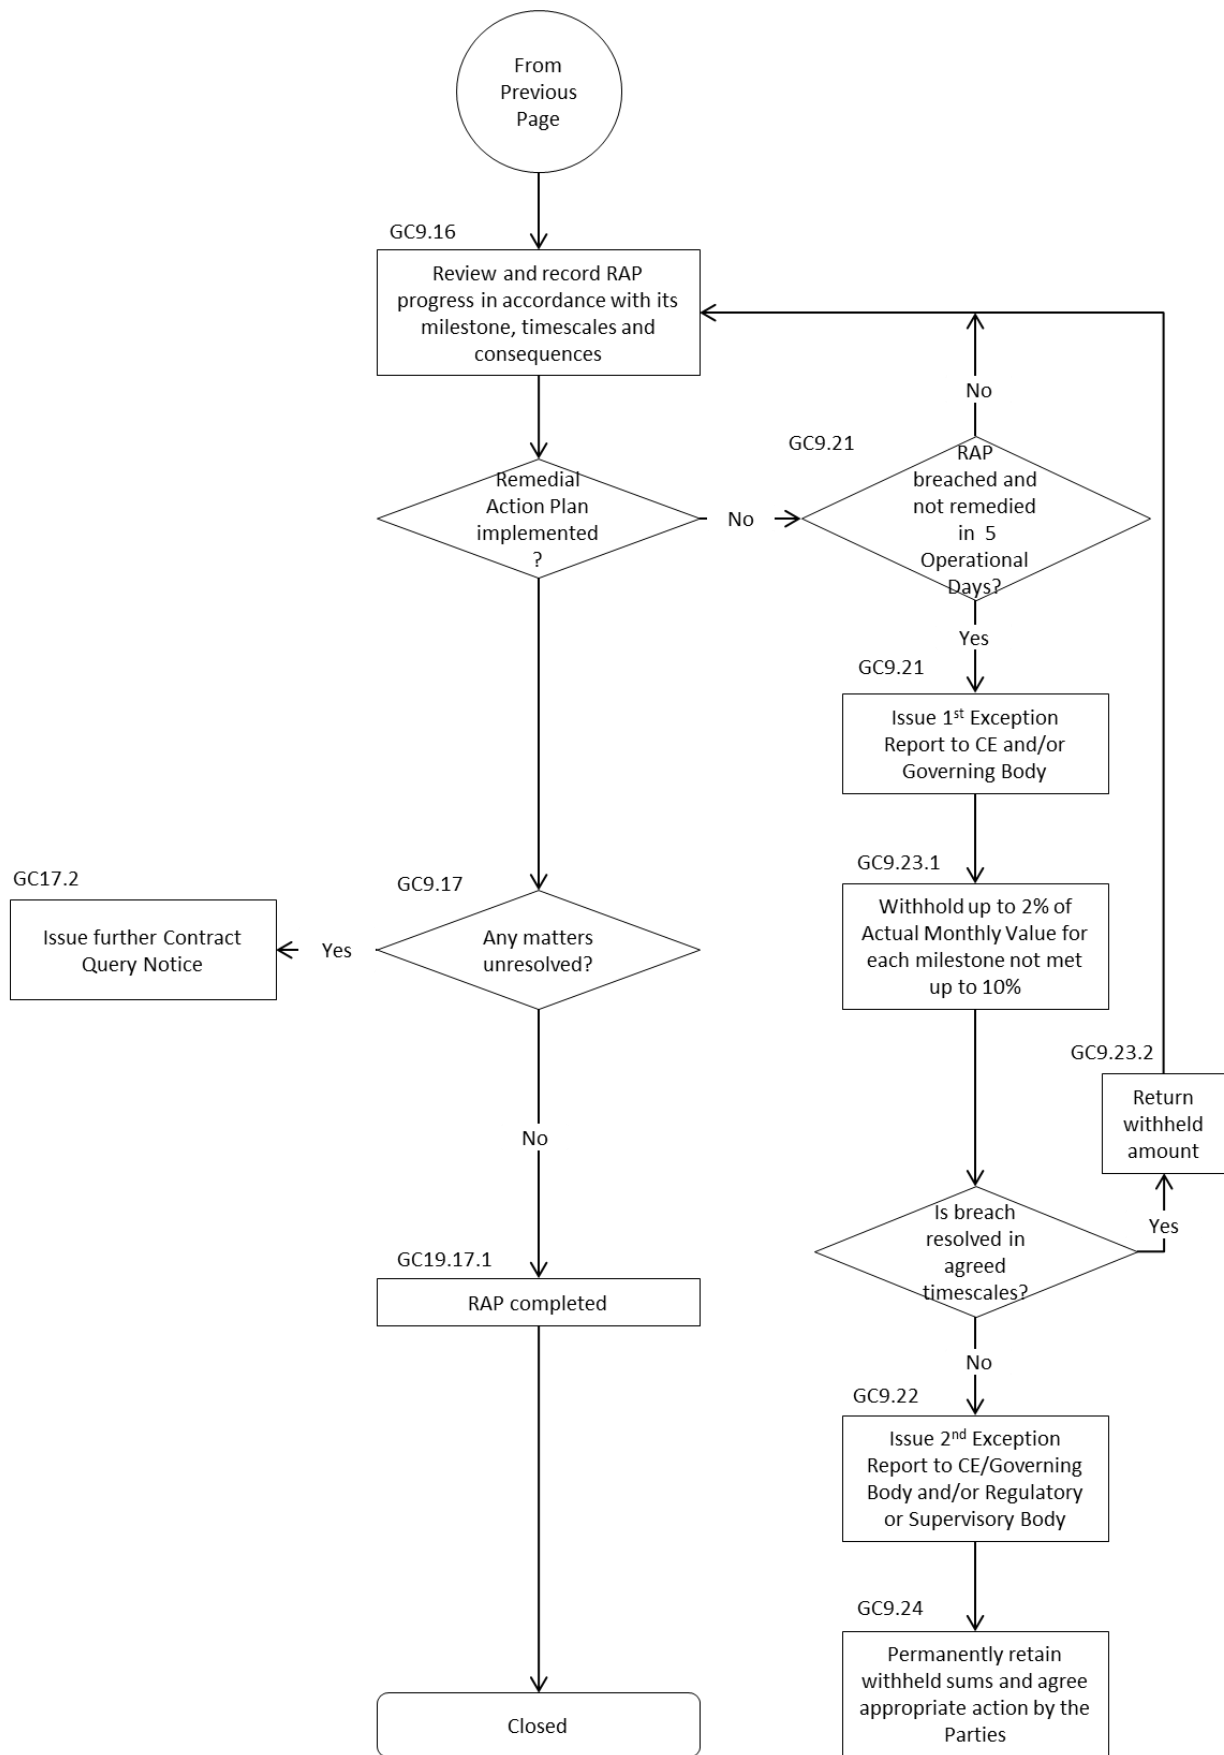 From
Previous
Page
GC9.16
Review and record RAP
progress in accordance with its
milestone, timescales and
consequences
No
GC9.21
RAP
breached and
not remedied
in 5
Operational
Days?
Remedial
Action Plan
implemented
?
No
Yes
GC9.21
Issue 1st Exception
Report to CE and/or
Governing Body
GC9.23.1
Withhold up to 2% of
Actual Monthly Value for
each milestone not met
up to 10%
GC17.2
Issue further Contract
Query Notice
Yes
GC9.17
Any matters
unresolved?
GC9.23.2
Return
withheld
amount
No
Yes
Is breach
resolved in
agreed
timescales?
GC19.17.1
RAP completed
No
GC9.22
Issue 2nd Exception
Report to CE/Governing
Body and/or Regulatory
or Supervisory Body
GC9.24
Permanently retain
withheld sums and agree
appropriate action by the
Parties
Closed